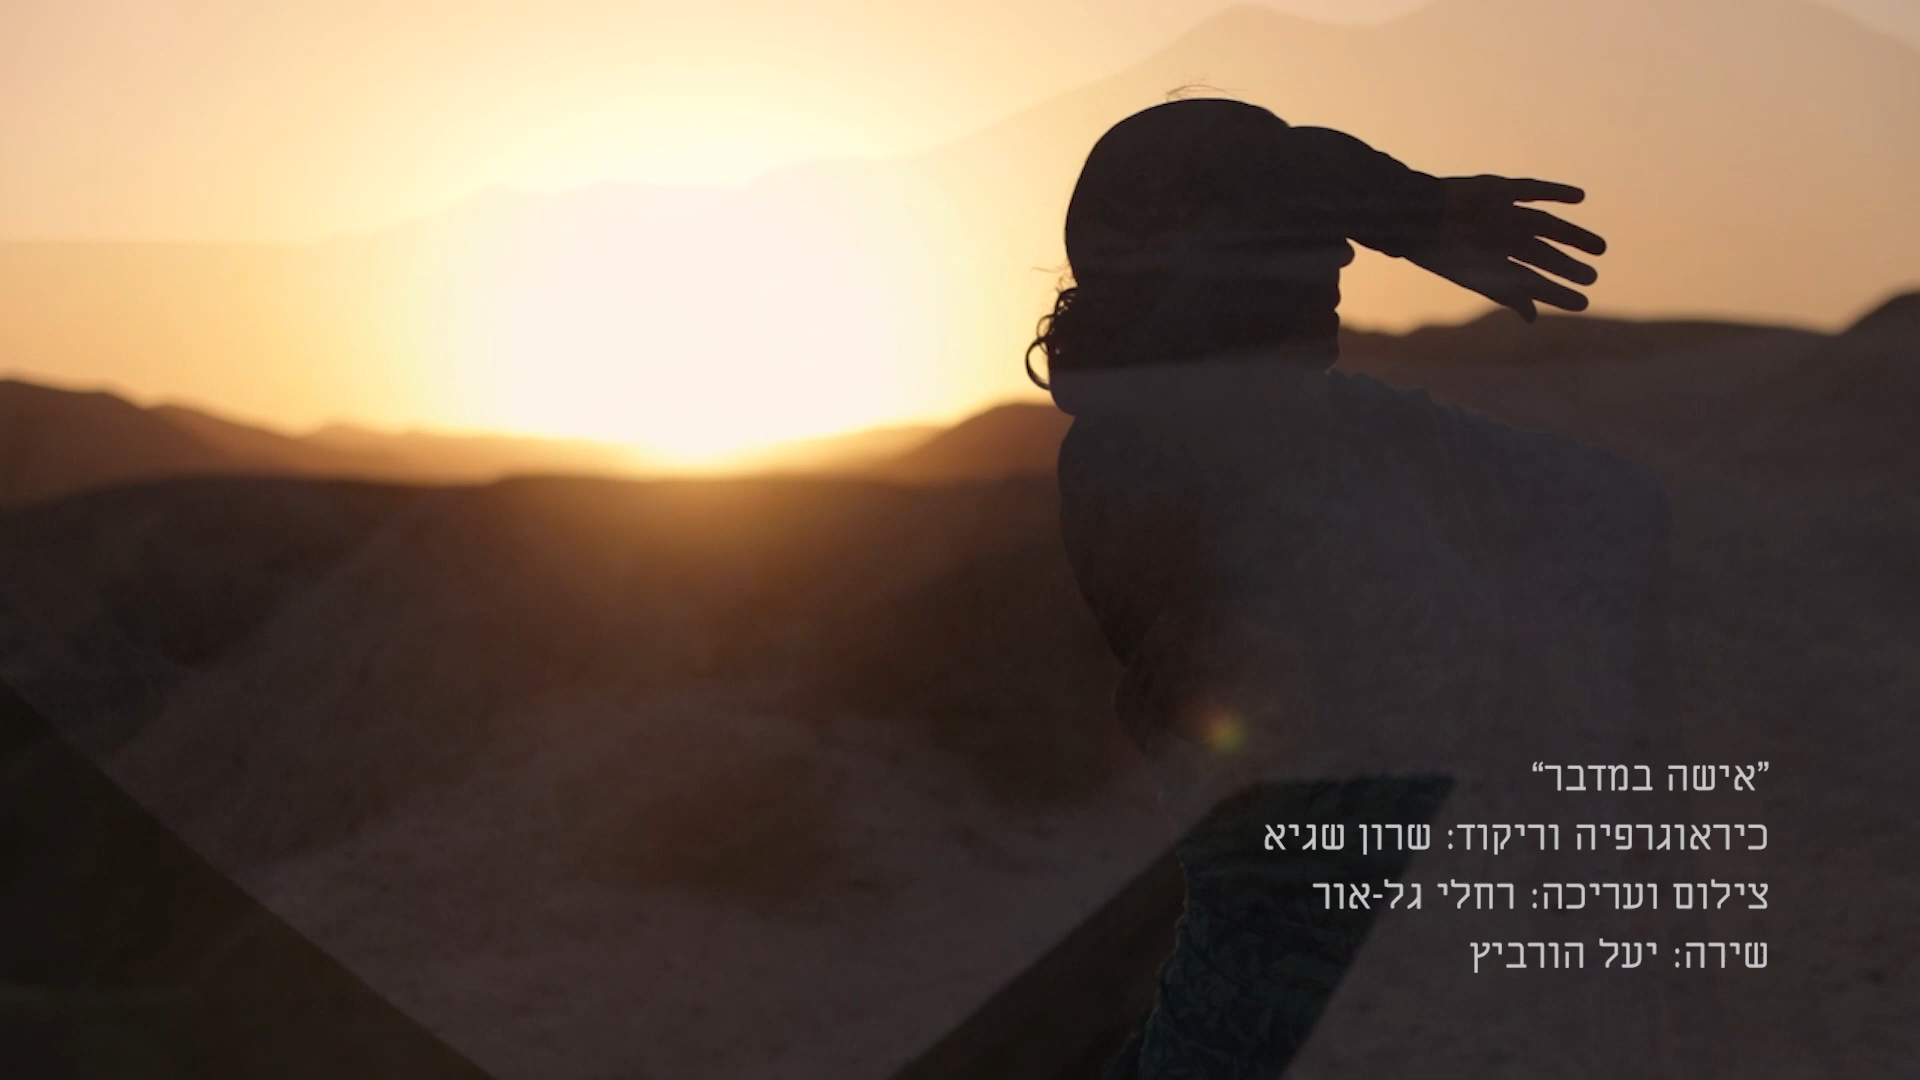 "אישה במדבר"
כיראוגרפיה וריקוד: שרון שגיא
צילום ועריכה: רחלי גל-אור
שירה: יעל הורביץ